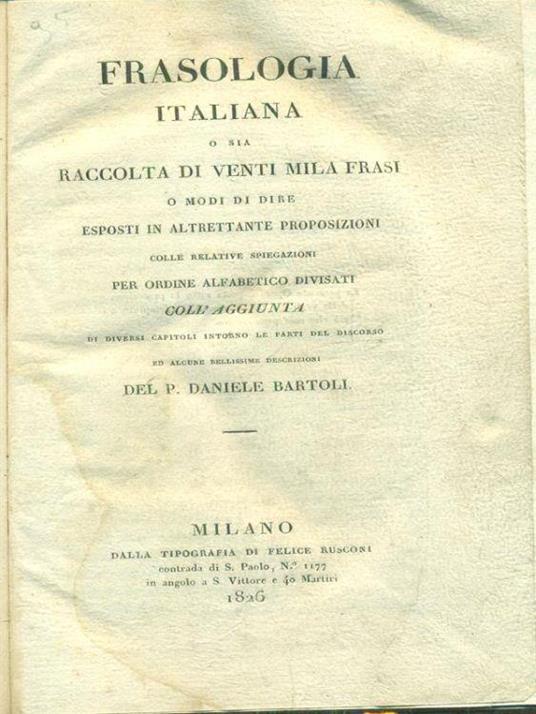 95
FRASOLOGIA
ITALIANA
O SIA
RACCOLTA DI VENTI MILA FRASI
O MODI DI DIRE
ESPOSTI IN ALTRETTANTE PROPOSIZIONI
COLLE RELATIVE SPIEGAZIONI
PER ORDINE ALFABETICO DIVISATI
COLL' AGGIUNTA
DI DIVERSI CAPITOLI INTORNO LE PARTI DEL DISCORSO
ED ALCUNE BELLISSIME DESCRIZIONI
DEL P. DANIELE BARTOLI.
MILANO
DALLA TIPOGRAFIA DI FELICE RUSCONI
contrada di S. Paolo, N.º 1177
in angolo a S. Vittore e 40 Martiri
1826